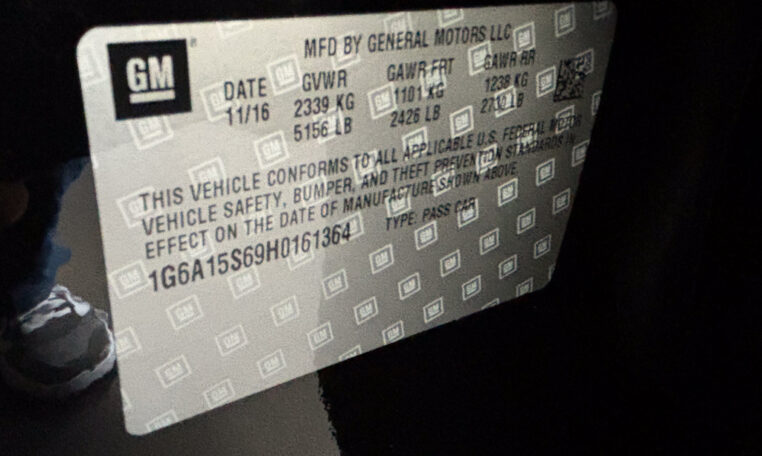 GM
MFD BY GENERAL MOTORS LLC
DATE GVWR GAWR FRT GAWR RR
11/16 2339 KG 1101 KG 1238 KG
5156 LB 2426 LB 2730 LB
THIS VEHICLE CONFORMS TO ALL APPLICABLE U.S. FEDERAL MOTOR
VEHICLE SAFETY, BUMPER, AND THEFT PREVENTION STANDARDS IN
EFFECT ON THE DATE OF MANUFACTURE SHOWN ABOVE
1G6A15S69H0161364 TYPE: PASS CAR